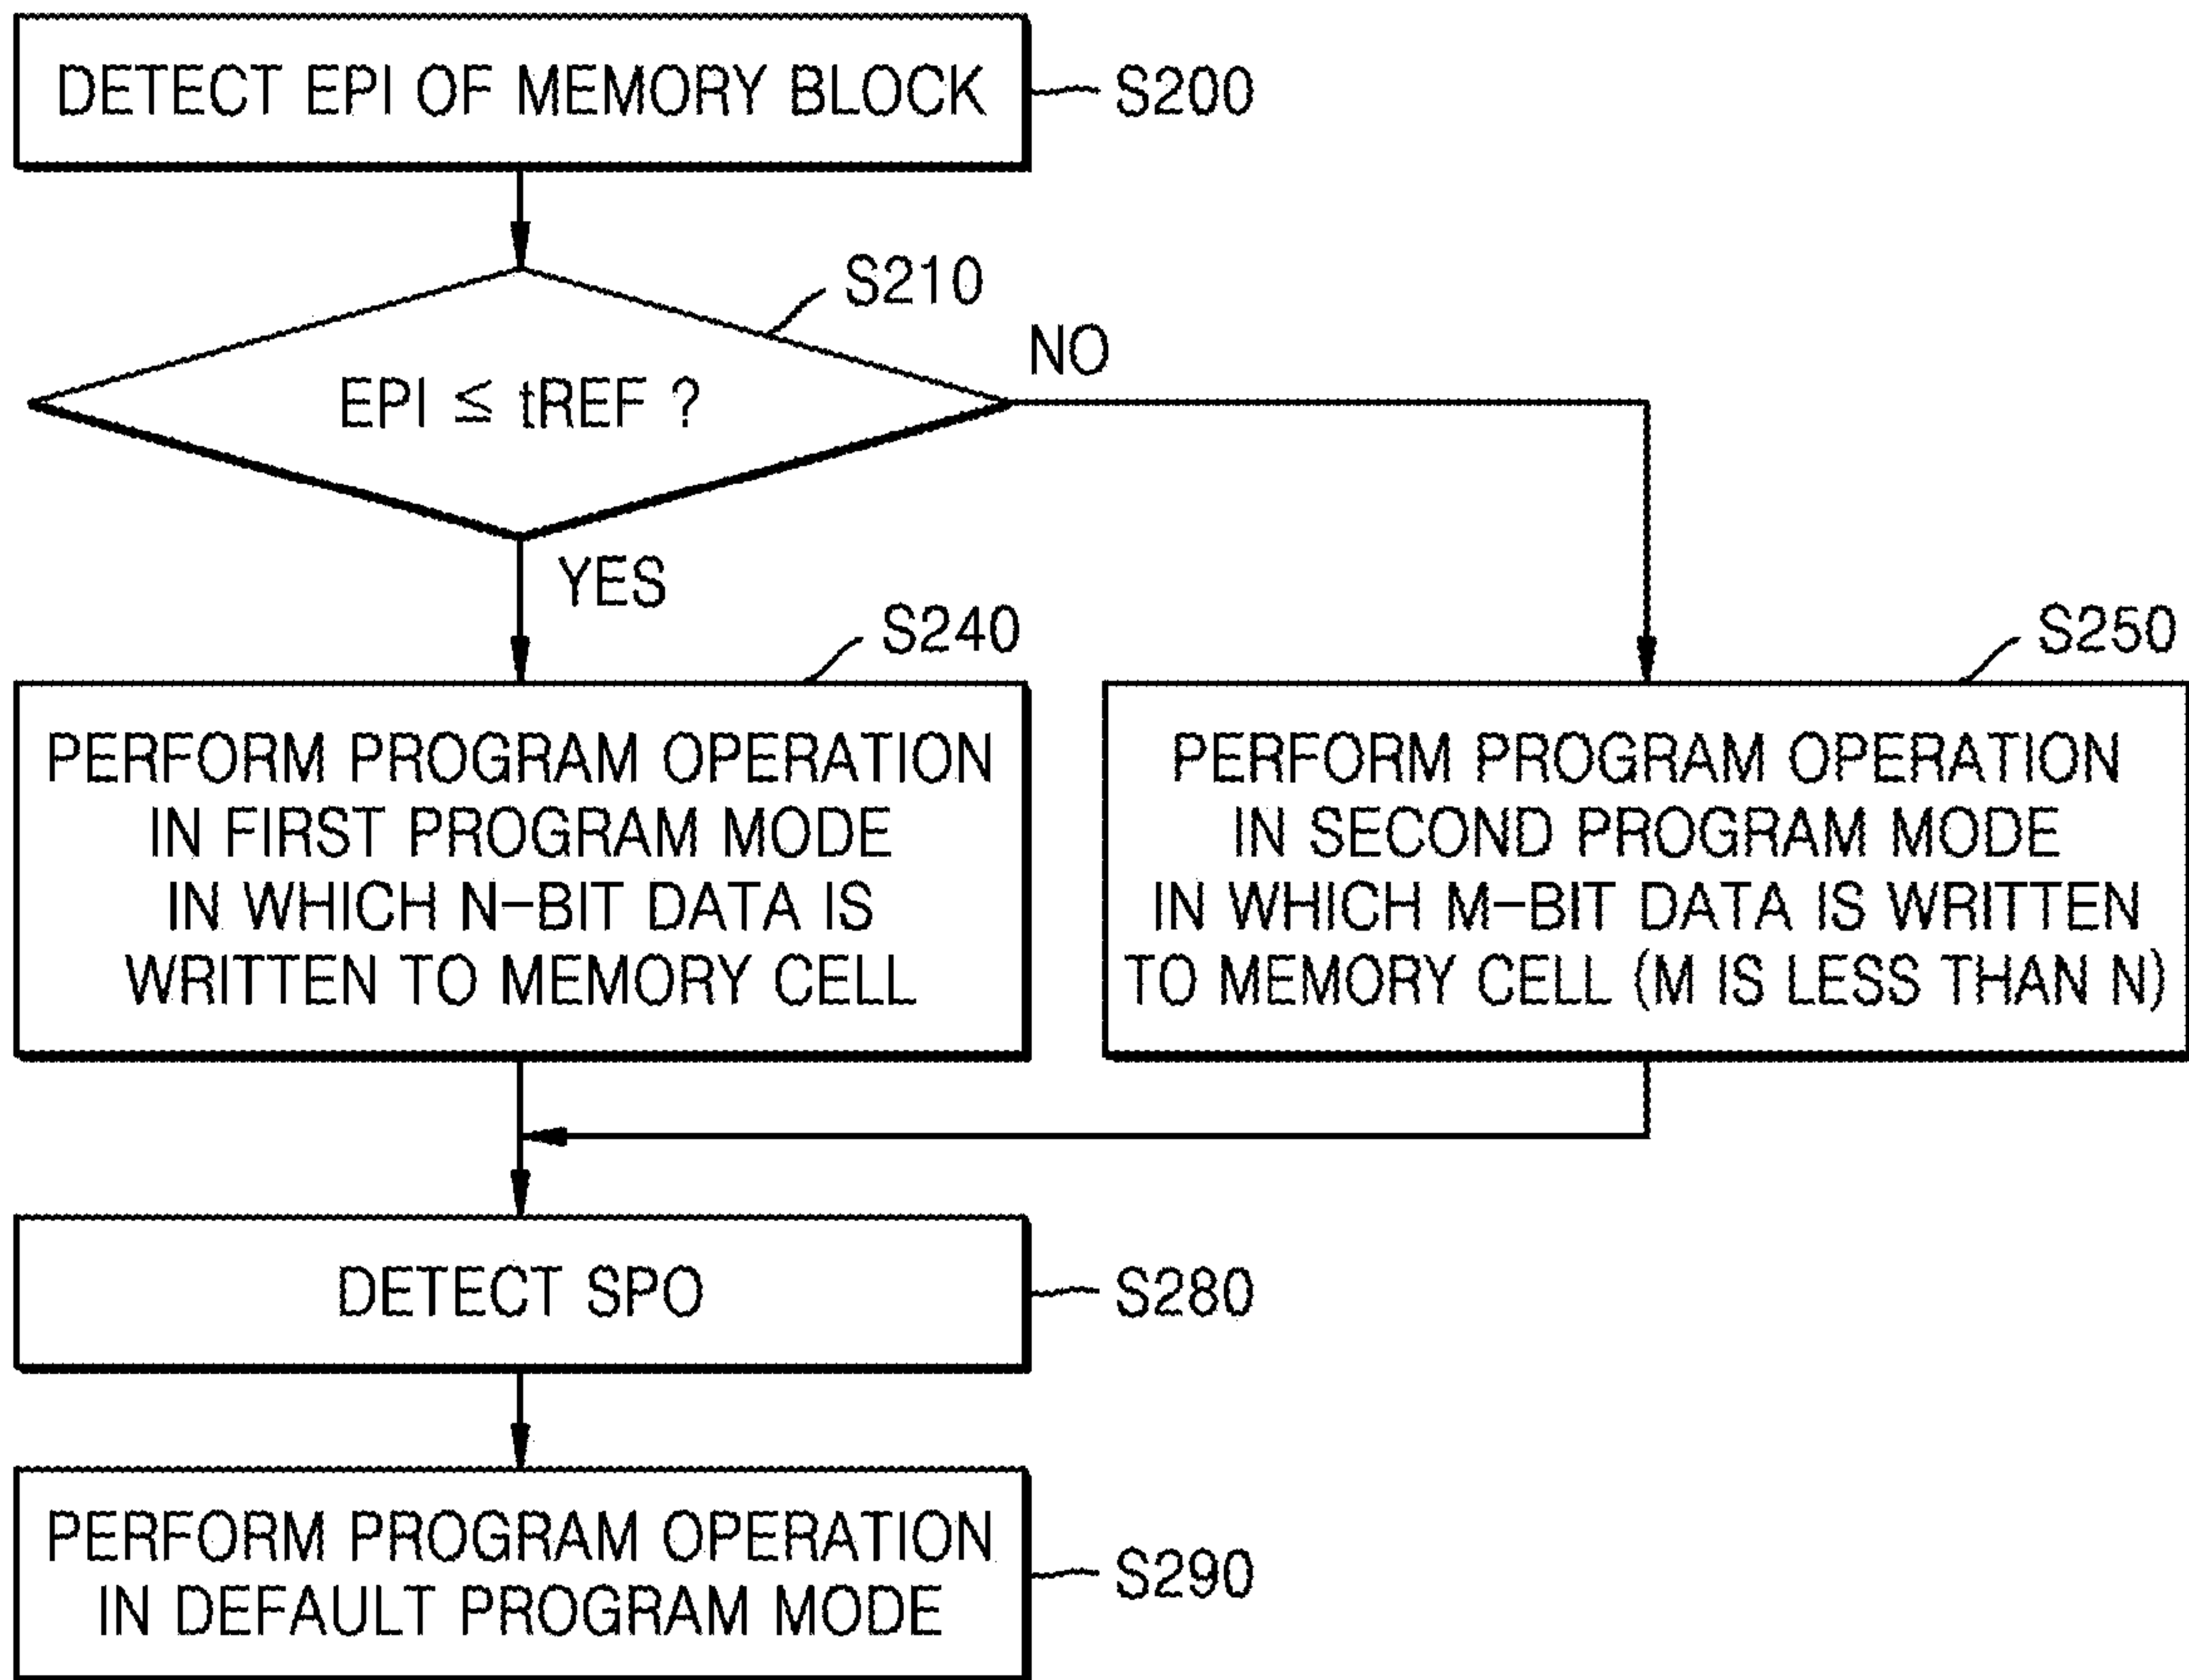 DETECT EPI OF MEMORY BLOCK
S200
S210
EPI ≤ tREF ?
NO
YES
S240
PERFORM PROGRAM OPERATION
IN FIRST PROGRAM MODE
IN WHICH N-BIT DATA IS
WRITTEN TO MEMORY CELL
S250
PERFORM PROGRAM OPERATION
IN SECOND PROGRAM MODE
IN WHICH M-BIT DATA IS WRITTEN
TO MEMORY CELL (M IS LESS THAN N)
DETECT SPO
S280
PERFORM PROGRAM OPERATION
IN DEFAULT PROGRAM MODE
S290